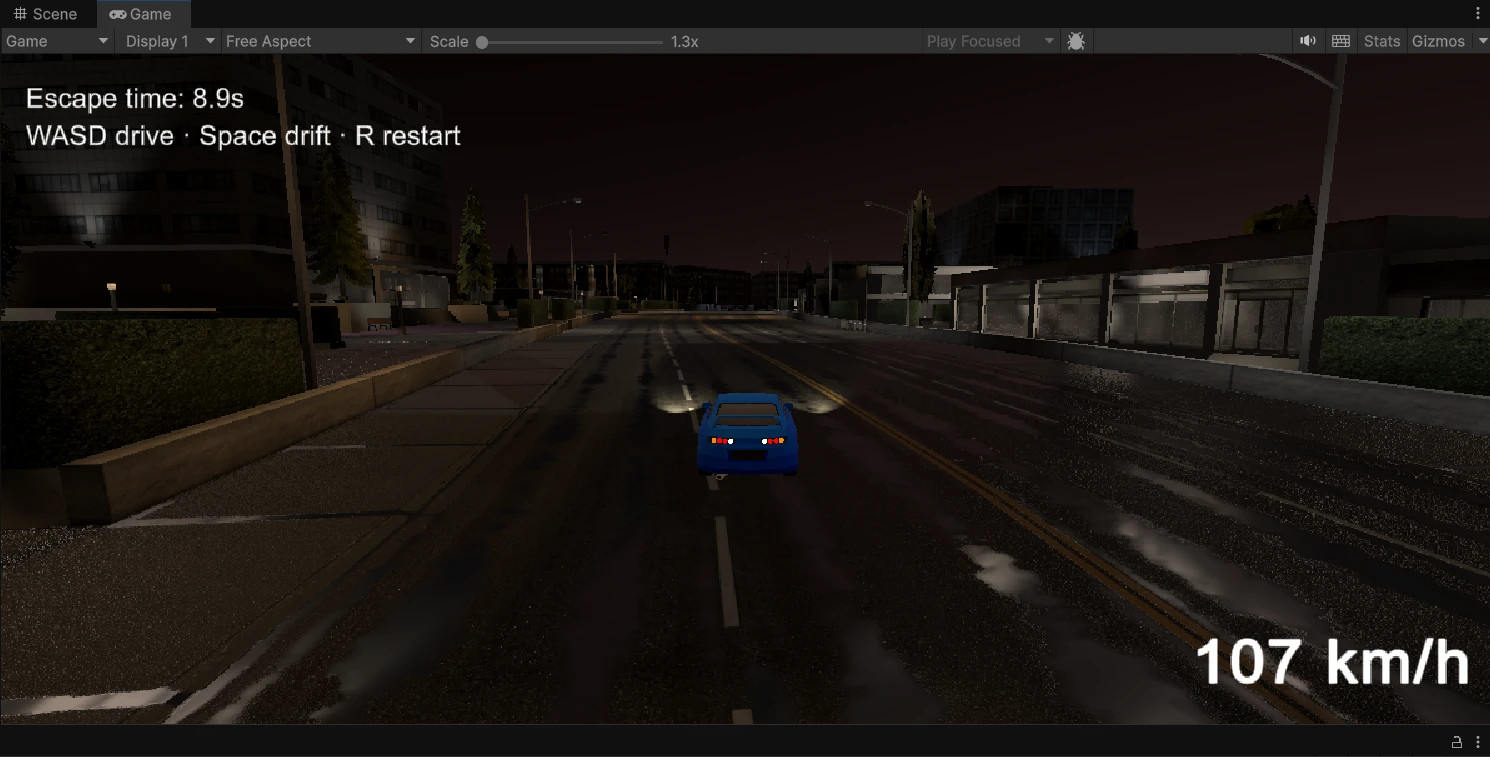 Scene
Game
Game
Display 1
Free Aspect
Scale
1.3x
Play Focused
Stats
Gizmos
Escape time: 8.9s
WASD drive · Space drift · R restart
107 km/h